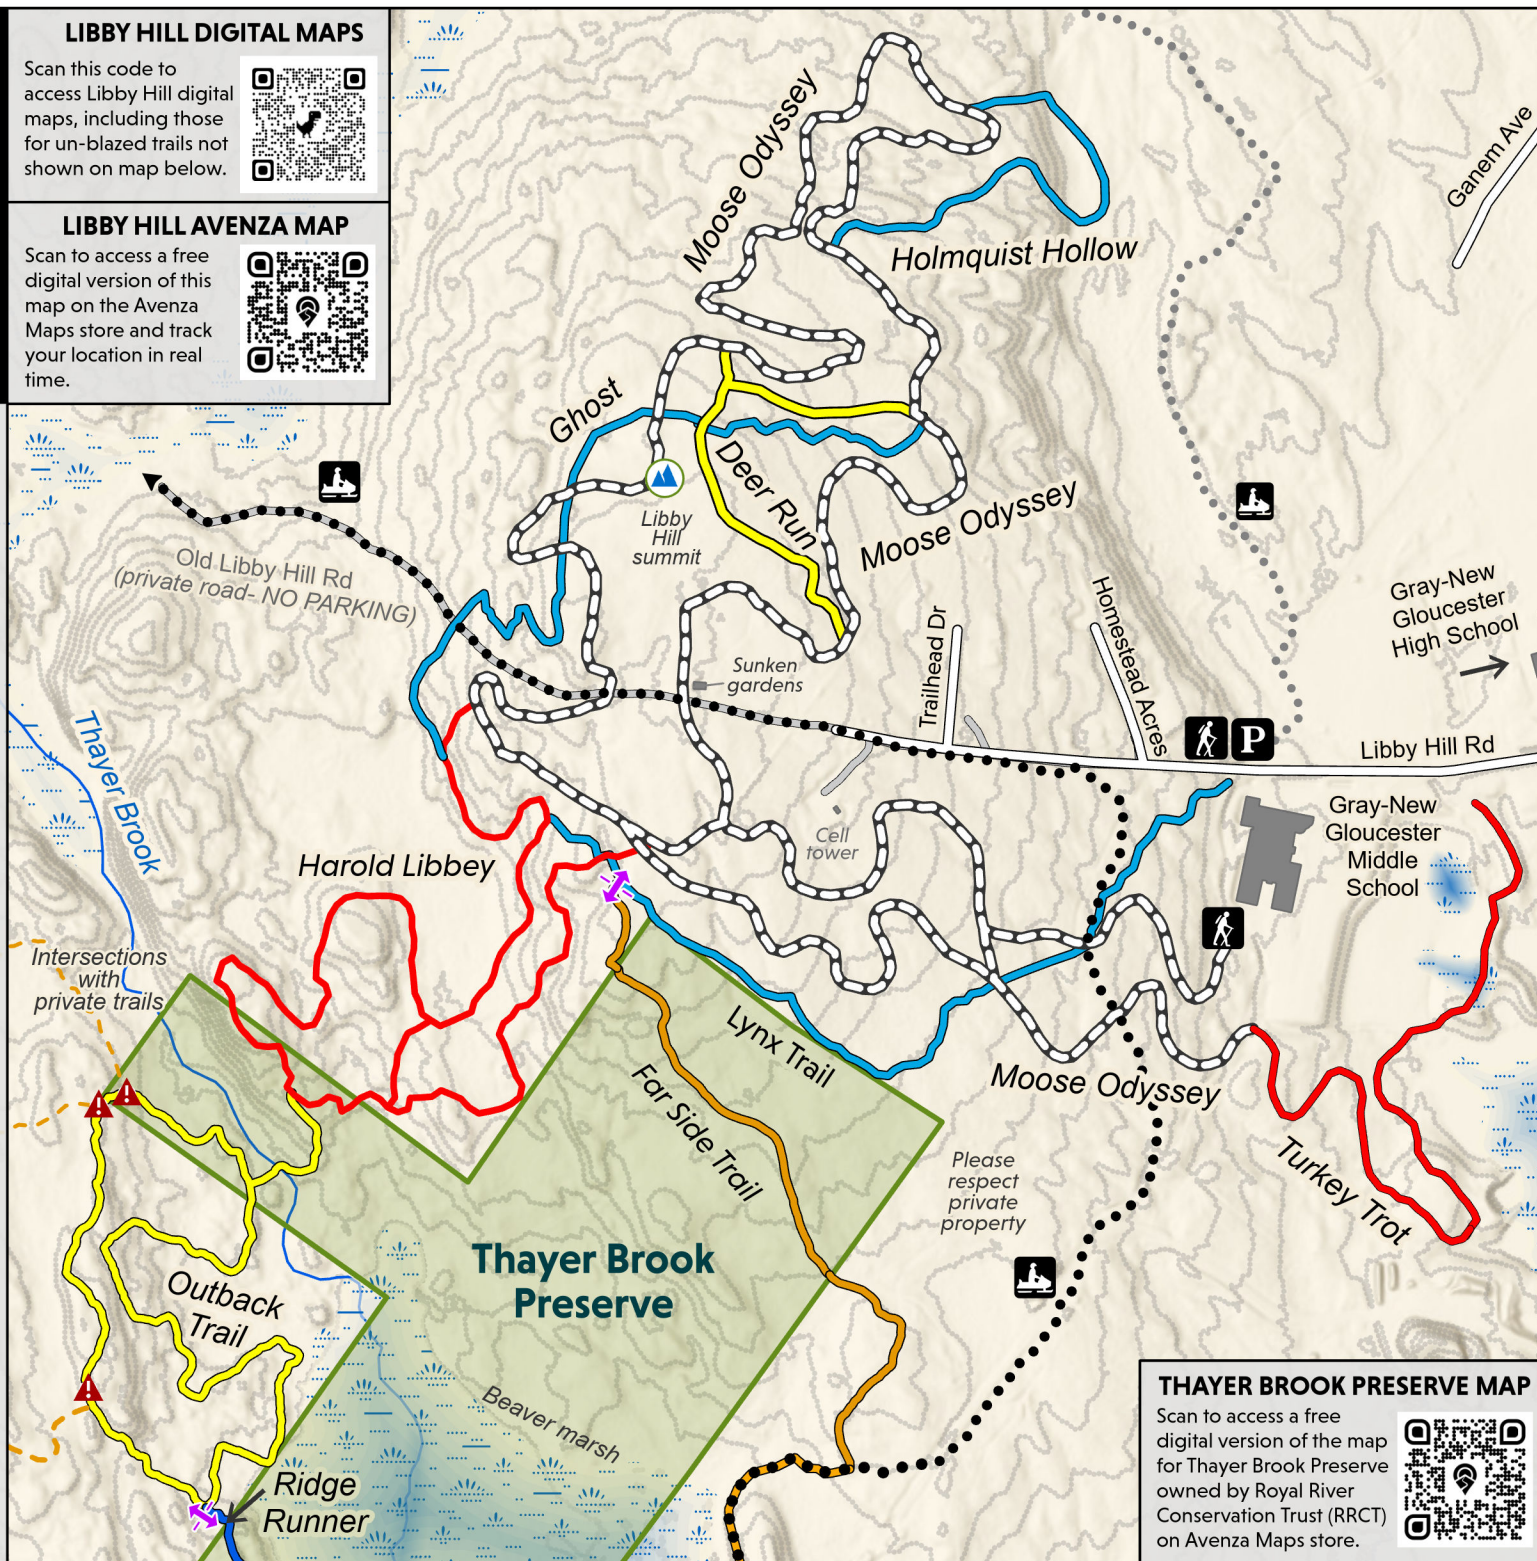 LIBBY HILL DIGITAL MAPS
Scan this code to
access Libby Hill digital
maps, including those
for un-blazed trails not
shown on map below.
LIBBY HILL AVENZA MAP
Scan to access a free
digital version of this
map on the Avenza
Maps store and track
your location in real
time.
Moose Odyssey
Holmquist Hollow
Ganem Ave
Ghost
Deer Run
Libby
Hill
summit
Moose Odyssey
Old Libby Hill Rd
(private road- NO PARKING)
Gray-New
Gloucester
High School
Trailhead Dr
Homestead Acres
Sunken
gardens
P
Libby Hill Rd
Thayer Brook
Cell
tower
Gray-New
Gloucester
Middle
School
Harold Libbey
Intersections
with
private trails
Lynx Trail
Moose Odyssey
Far Side Trail
Turkey Trot
Please
respect
private
property
Thayer Brook
Preserve
Outback
Trail
Beaver marsh
Ridge
Runner
THAYER BROOK PRESERVE MAP
Scan to access a free
digital version of the map
for Thayer Brook Preserve
owned by Royal River
Conservation Trust (RRCT)
on Avenza Maps store.